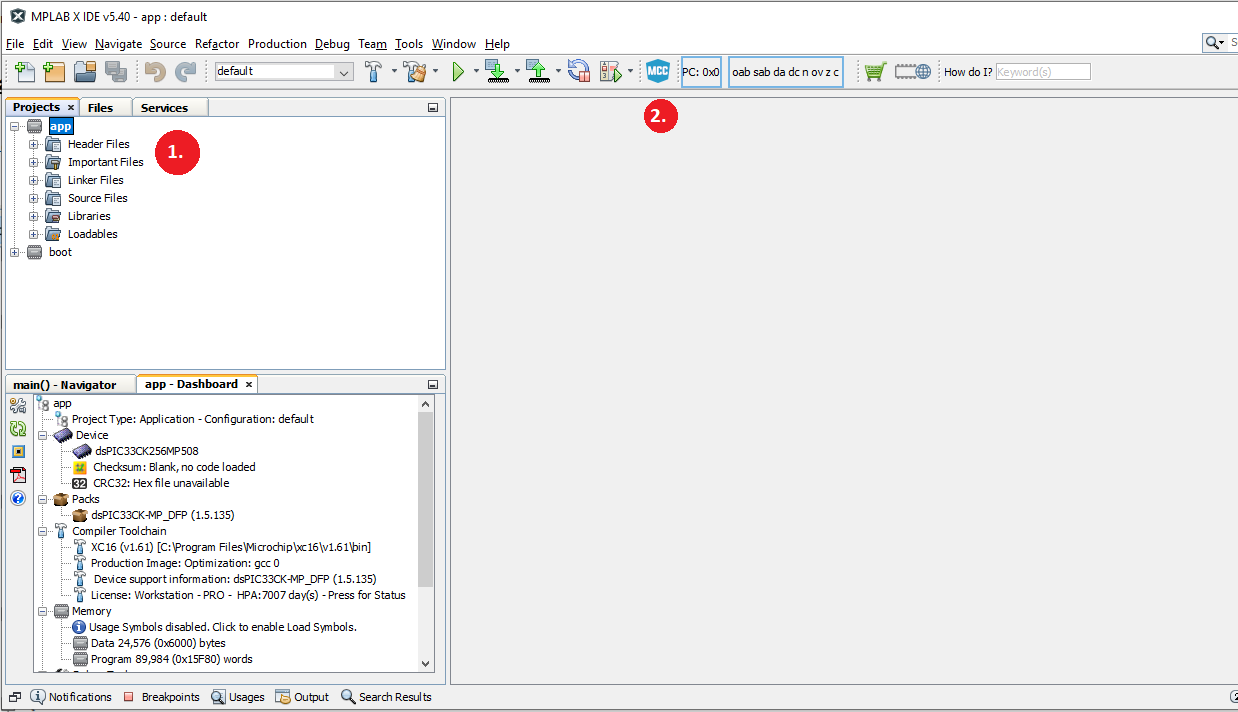 MPLAB X IDE v5.40 - app : default
File Edit View Navigate Source Refactor Production Debug Team Tools Window Help
default MCC PC: 0x0 oab sab da dc n ov z c How do I? Keyword(s)
Projects × Files Services
2.
app
1.
Header Files
Important Files
Linker Files
Source Files
Libraries
Loadables
boot
main() - Navigator app - Dashboard ×
app
Project Type: Application - Configuration: default
Device
dsPIC33CK256MP508
Checksum: Blank, no code loaded
32 CRC32: Hex file unavailable
Packs
dsPIC33CK-MP_DFP (1.5.135)
Compiler Toolchain
XC16 (v1.61) [C:\Program Files\Microchip\xc16\v1.61\bin]
Production Image: Optimization: gcc 0
Device support information: dsPIC33CK-MP_DFP (1.5.135)
License: Workstation - PRO - HPA:7007 day(s) - Press for Status
Memory
Usage Symbols disabled. Click to enable Load Symbols.
Data 24,576 (0x6000) bytes
Program 89,984 (0x15F80) words
Notifications Breakpoints Usages Output Search Results